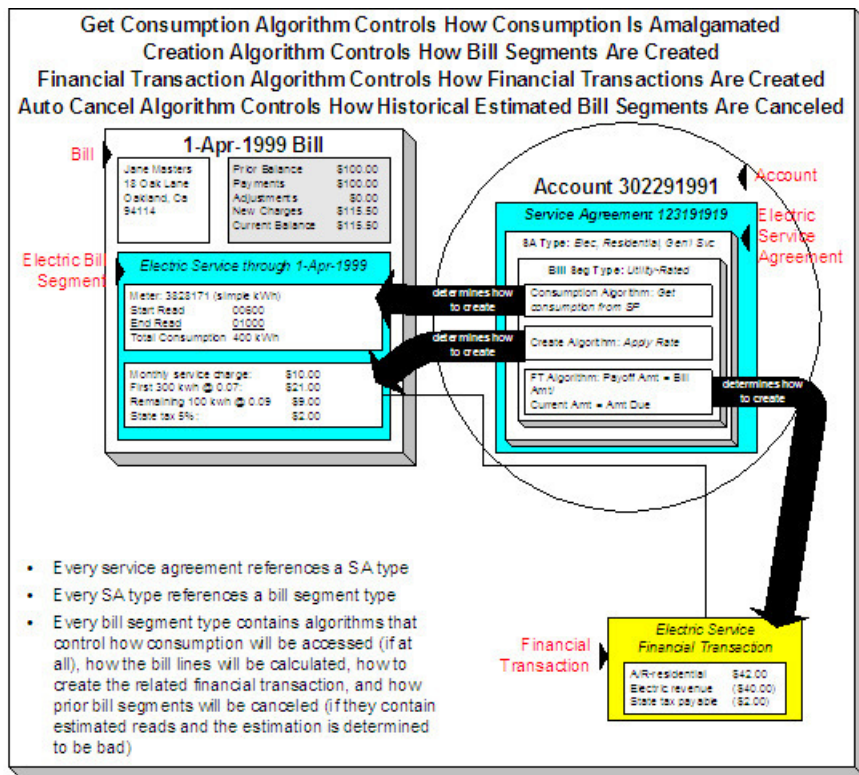 Get Consumption Algorithm Controls How Consumption Is Amalgamated
Creation Algorithm Controls How Bill Segments Are Created
Financial Transaction Algorithm Controls How Financial Transactions Are Created
Auto Cancel Algorithm Controls How Historical Estimated Bill Segments Are Canceled
Bill
1-Apr-1999 Bill
Jane Masters
18 Oak Lane
Oakland, Ca
94114
Prior Balance $100.00
Payments $100.00
Adjustments $0.00
New Charges $115.50
Current Balance $115.50
Electric Bill
Segment
Electric Service through 1-Apr-1999
Meter: 3828171 (simple kWh)
Start Read 00600
End Read 01000
Total Consumption 400 kWh
Monthly service charge: $10.00
First 300 kwh @ 0.07: $21.00
Remaining 100 kwh @ 0.09 $9.00
State tax 5%: $2.00
Account
Account 302291991
Service Agreement 123191919
Electric
Service
Agreement
SA Type: Elec, Residential, Gen'l Svc
Bill Seg Type: Utility-Rated
determines how
to create
Consumption Algorithm: Get
consumption from SP
determines how
to create
Create Algorithm: Apply Rate
FT Algorithm: Payoff Amt = Bill
Amt/
Current Amt = Amt Due
determines how
to create
• Every service agreement references a SA type
• Every SA type references a bill segment type
• Every bill segment type contains algorithms that
control how consumption will be accessed (if at
all), how the bill lines will be calculated, how to
create the related financial transaction, and how
prior bill segments will be canceled (if they contain
estimated reads and the estimation is determined
to be bad)
Financial
Transaction
Electric Service
Financial Transaction
A/R-residential $42.00
Electric revenue ($40.00)
State tax payable ($2.00)